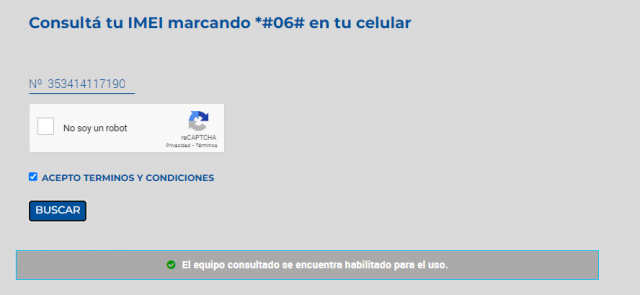 Consultá tu IMEI marcando *#06# en tu celular
Nº 353414117190
No soy un robot
reCAPTCHA
Privacidad - Términos
ACEPTO TERMINOS Y CONDICIONES
BUSCAR
El equipo consultado se encuentra habilitado para el uso.